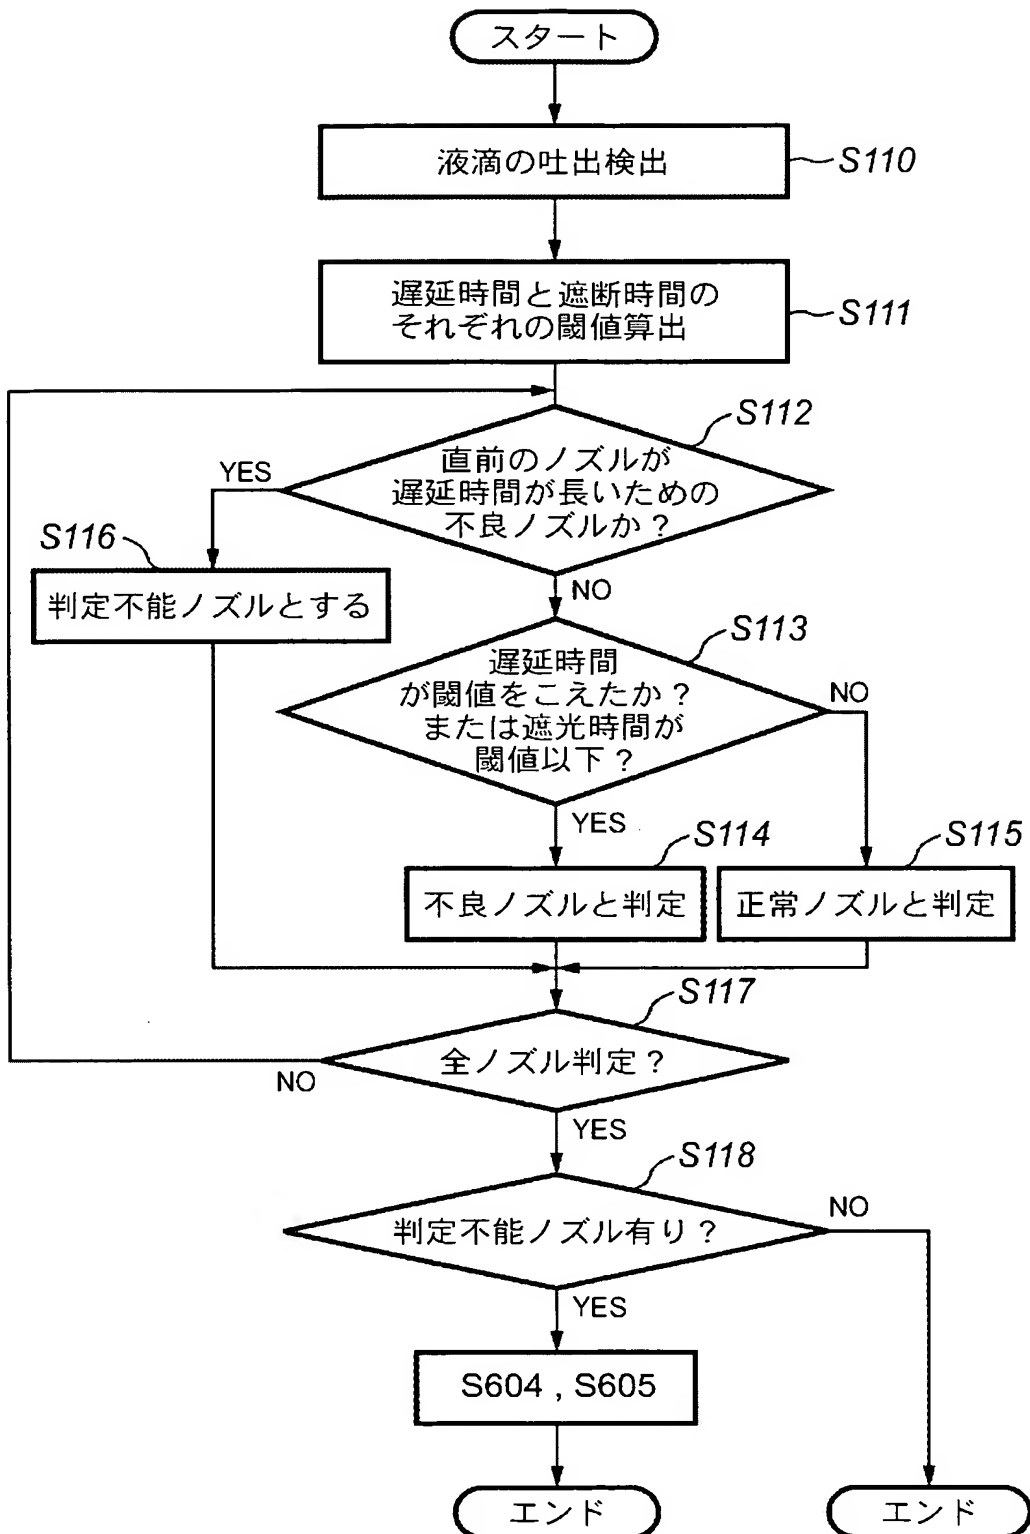 スタート
液滴の吐出検出
S110
遅延時間と遮断時間の
それぞれの閾値算出
S111
S112
直前のノズルが
遅延時間が長いための
不良ノズルか？
YES
NO
S116
判定不能ノズルとする
S113
遅延時間
が閾値をこえたか？
または遮光時間が
閾値以下？
NO
YES
S114
不良ノズルと判定
S115
正常ノズルと判定
S117
全ノズル判定？
NO
YES
S118
判定不能ノズル有り？
NO
YES
S604 , S605
エンド
エンド